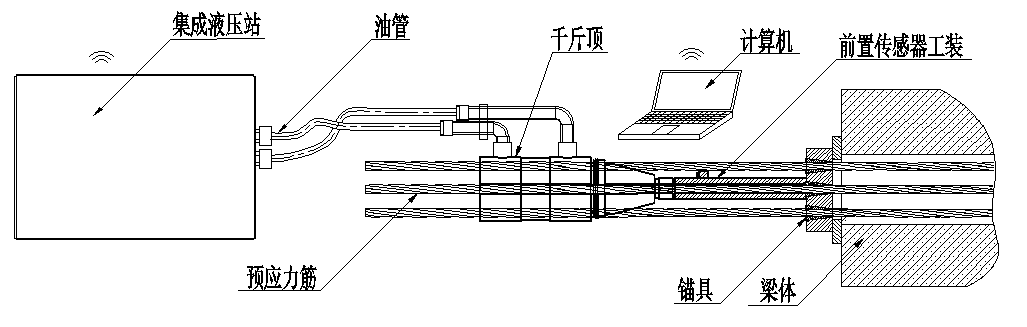 集成液压站
油管
千斤顶
计算机
前置传感器工装
预应力筋
锚具
梁体